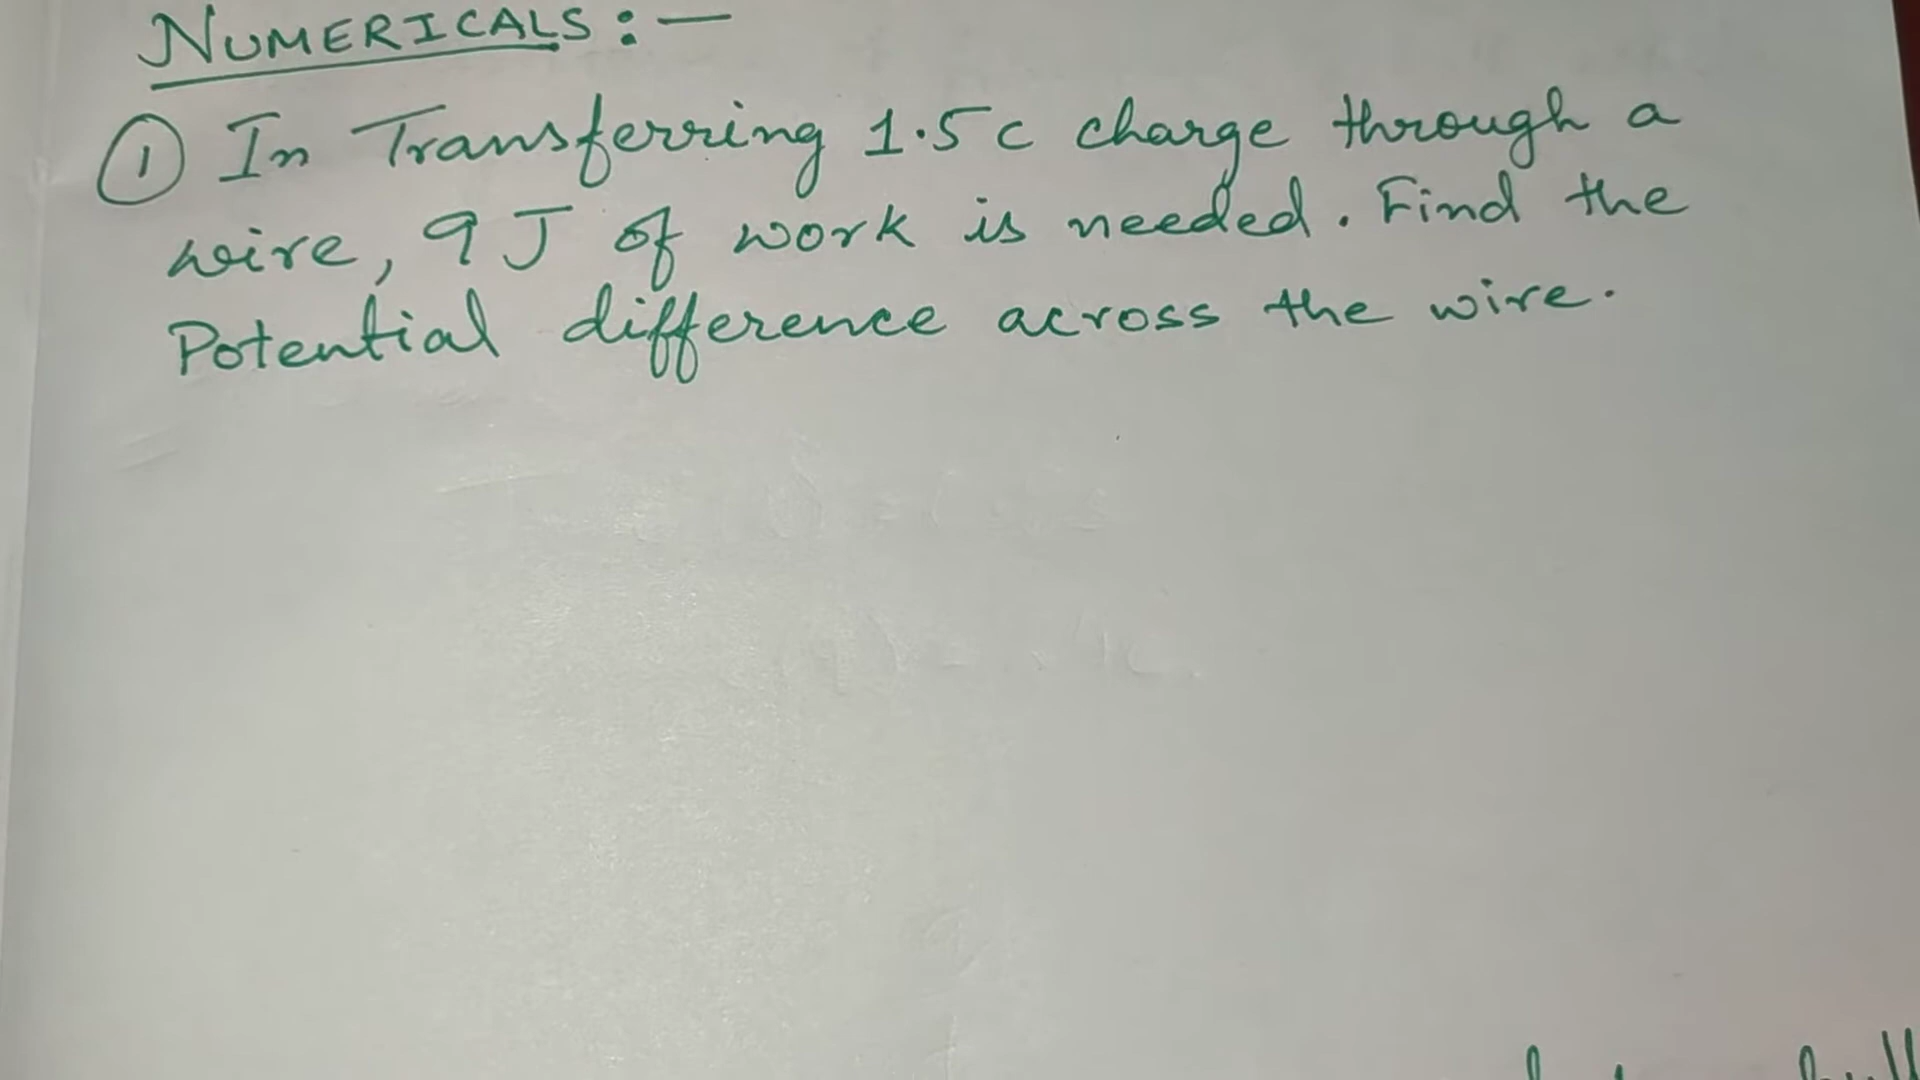 NUMERICALS : —
① In Transferring 1.5 c charge through a
wire, 9 J of work is needed. Find the
Potential difference across the wire.